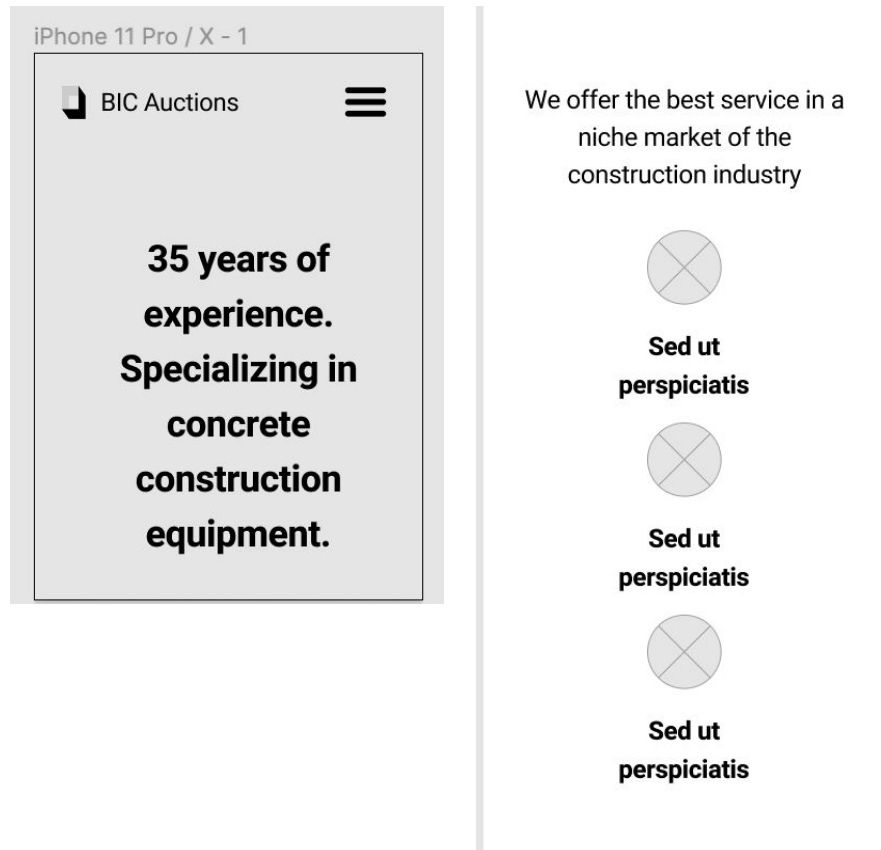 iPhone 11 Pro / X - 1
BIC Auctions
35 years of
experience.
Specializing in
concrete
construction
equipment.
We offer the best service in a
niche market of the
construction industry
Sed ut
perspiciatis
Sed ut
perspiciatis
Sed ut
perspiciatis